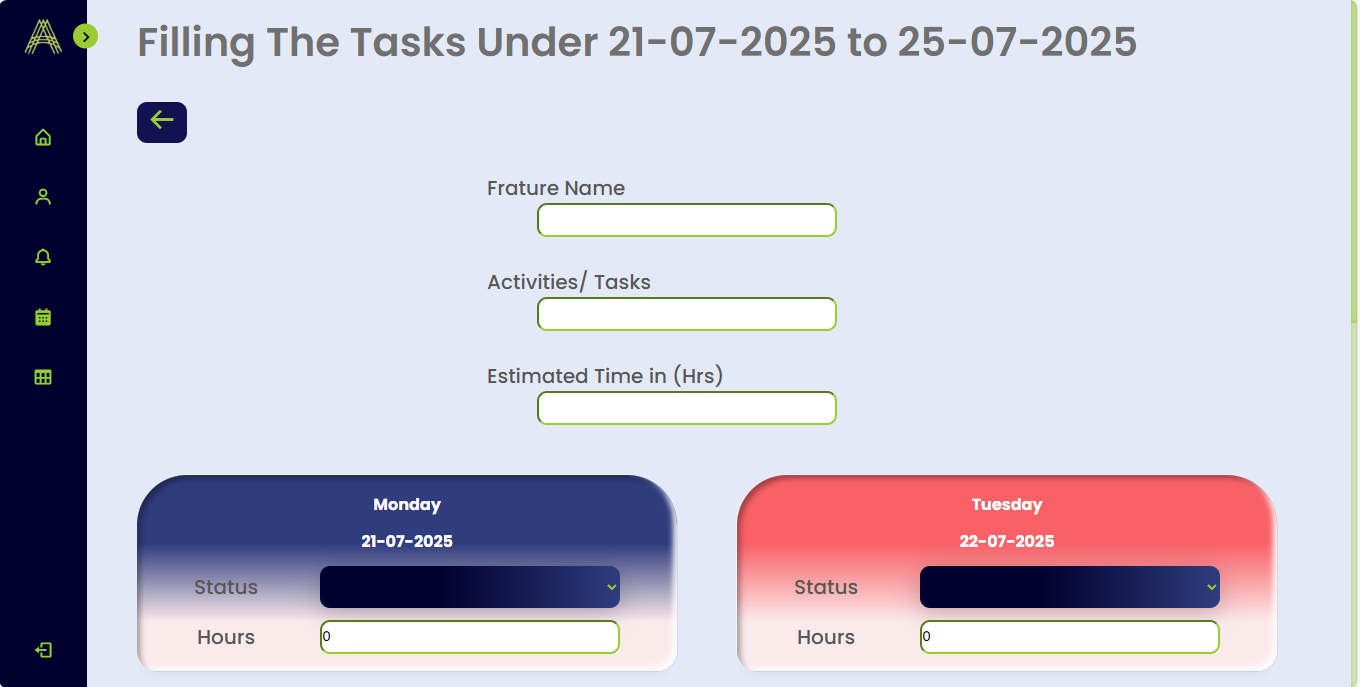 Filling The Tasks Under 21-07-2025 to 25-07-2025
Frature Name
Activities/ Tasks
Estimated Time in (Hrs)
Monday
21-07-2025
Status
Hours
0
Tuesday
22-07-2025
Status
Hours
0